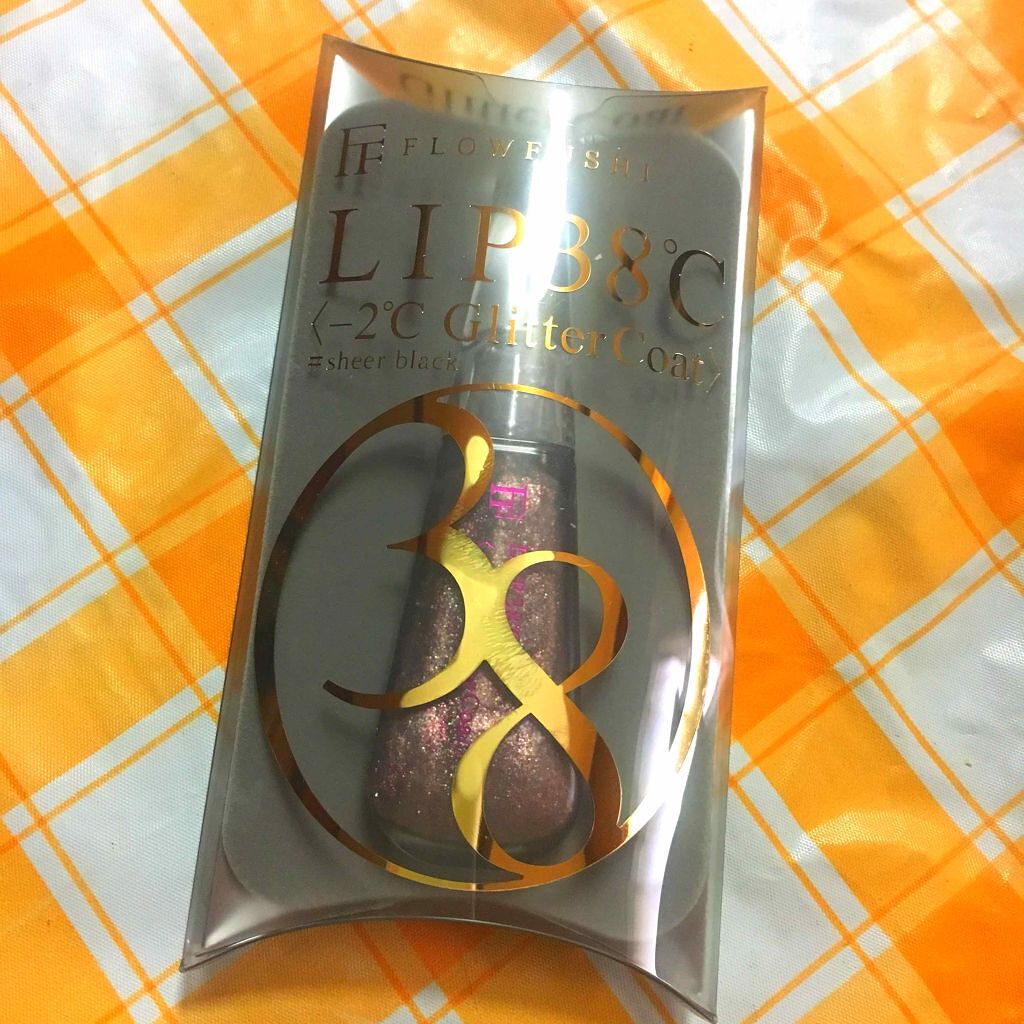 FF FLOWFUSHI
LIP38℃
〈-2℃ Glitter Coat〉
#sheer black
38